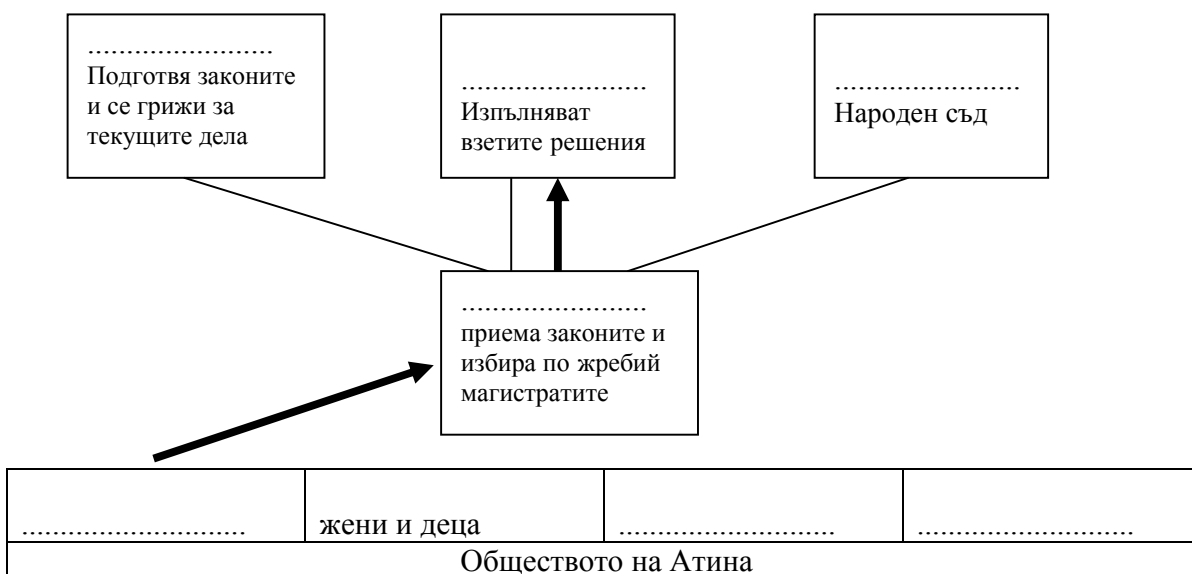 ........................
Подготвя законите
и се грижи за
текущите дела
........................
Изпълняват
взетите решения
........................
Народен съд
........................
приема законите и
избира по жребий
магистратите
............................. жени и деца ............................ ............................
Обществото на Атина